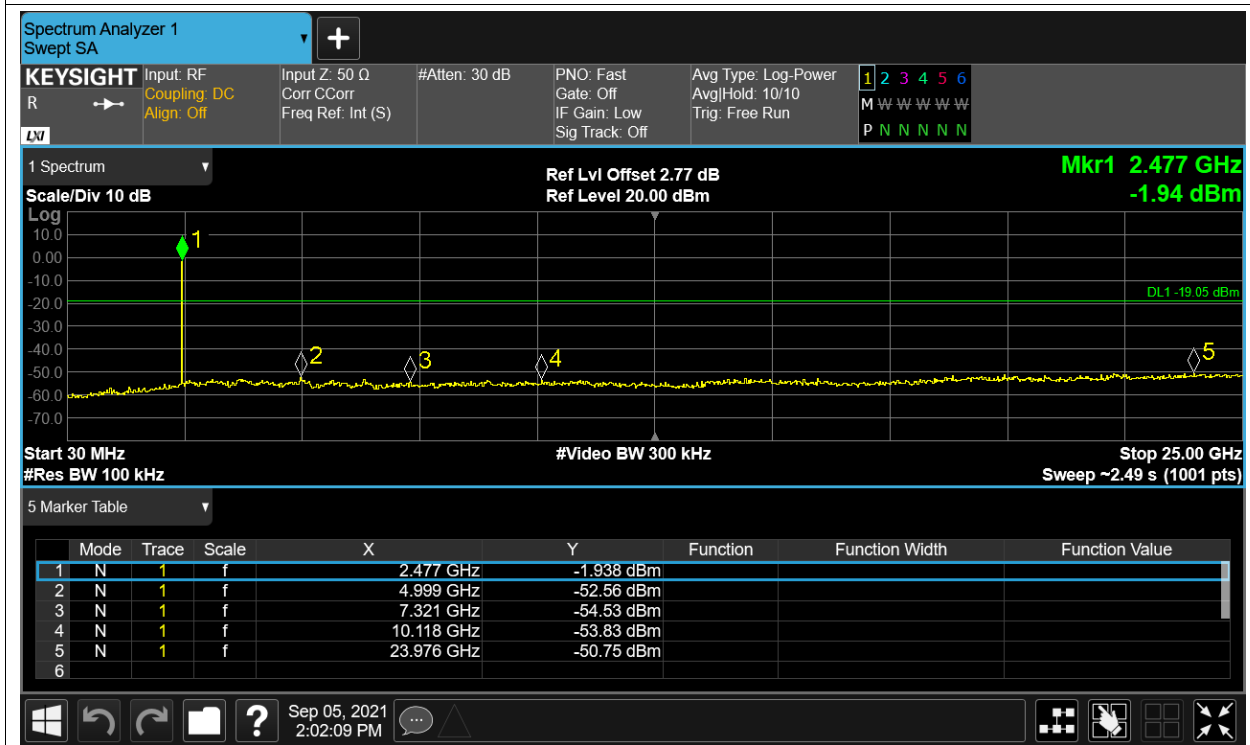 Spectrum Analyzer 1
Swept SA
KEYSIGHT
R
LXI
Input: RF
Coupling: DC
Align: Off
Input Z: 50 Ω
Corr CCorr
Freq Ref: Int (S)
#Atten: 30 dB
PNO: Fast
Gate: Off
IF Gain: Low
Sig Track: Off
Avg Type: Log-Power
Avg|Hold: 10/10
Trig: Free Run
1 2 3 4 5 6
M W W W W W
P N N N N N
1 Spectrum
Scale/Div 10 dB
Ref Lvl Offset 2.77 dB
Ref Level 20.00 dBm
Mkr1 2.477 GHz
-1.94 dBm
Log
10.0
0.00
-10.0
-20.0
-30.0
-40.0
-50.0
-60.0
-70.0
1
2
3
4
5
DL1 -19.05 dBm
Start 30 MHz
#Res BW 100 kHz
#Video BW 300 kHz
Stop 25.00 GHz
Sweep ~2.49 s (1001 pts)
5 Marker Table
Mode Trace Scale X Y Function Function Width Function Value
1 N 1 f 2.477 GHz -1.938 dBm
2 N 1 f 4.999 GHz -52.56 dBm
3 N 1 f 7.321 GHz -54.53 dBm
4 N 1 f 10.118 GHz -53.83 dBm
5 N 1 f 23.976 GHz -50.75 dBm
6
?
Sep 05, 2021
2:02:09 PM